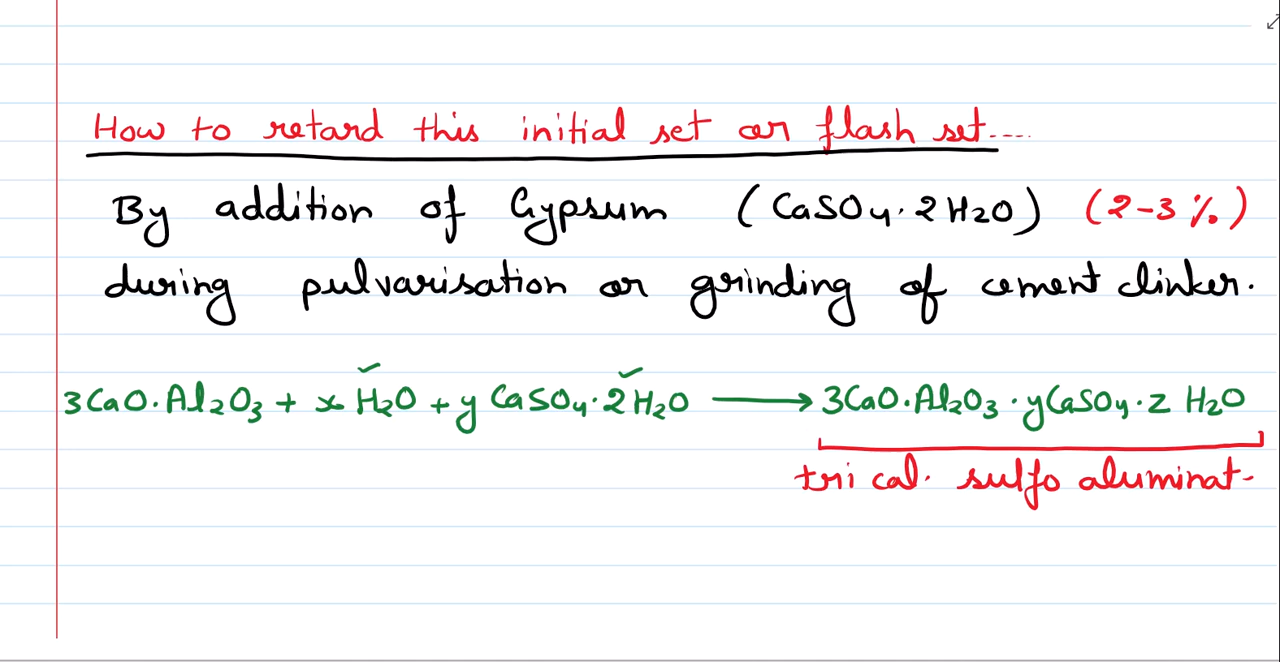 How to retard this initial set or flash set....
By addition of Gypsum (CaSO4·2H2O) (2-3%)
during pulvarisation or grinding of cement clinker.
3CaO·Al2O3 + x H2O + y CaSO4·2H2O ⟶ 3CaO·Al2O3·yCaSO4·z H2O
tri cal. sulfo aluminat-